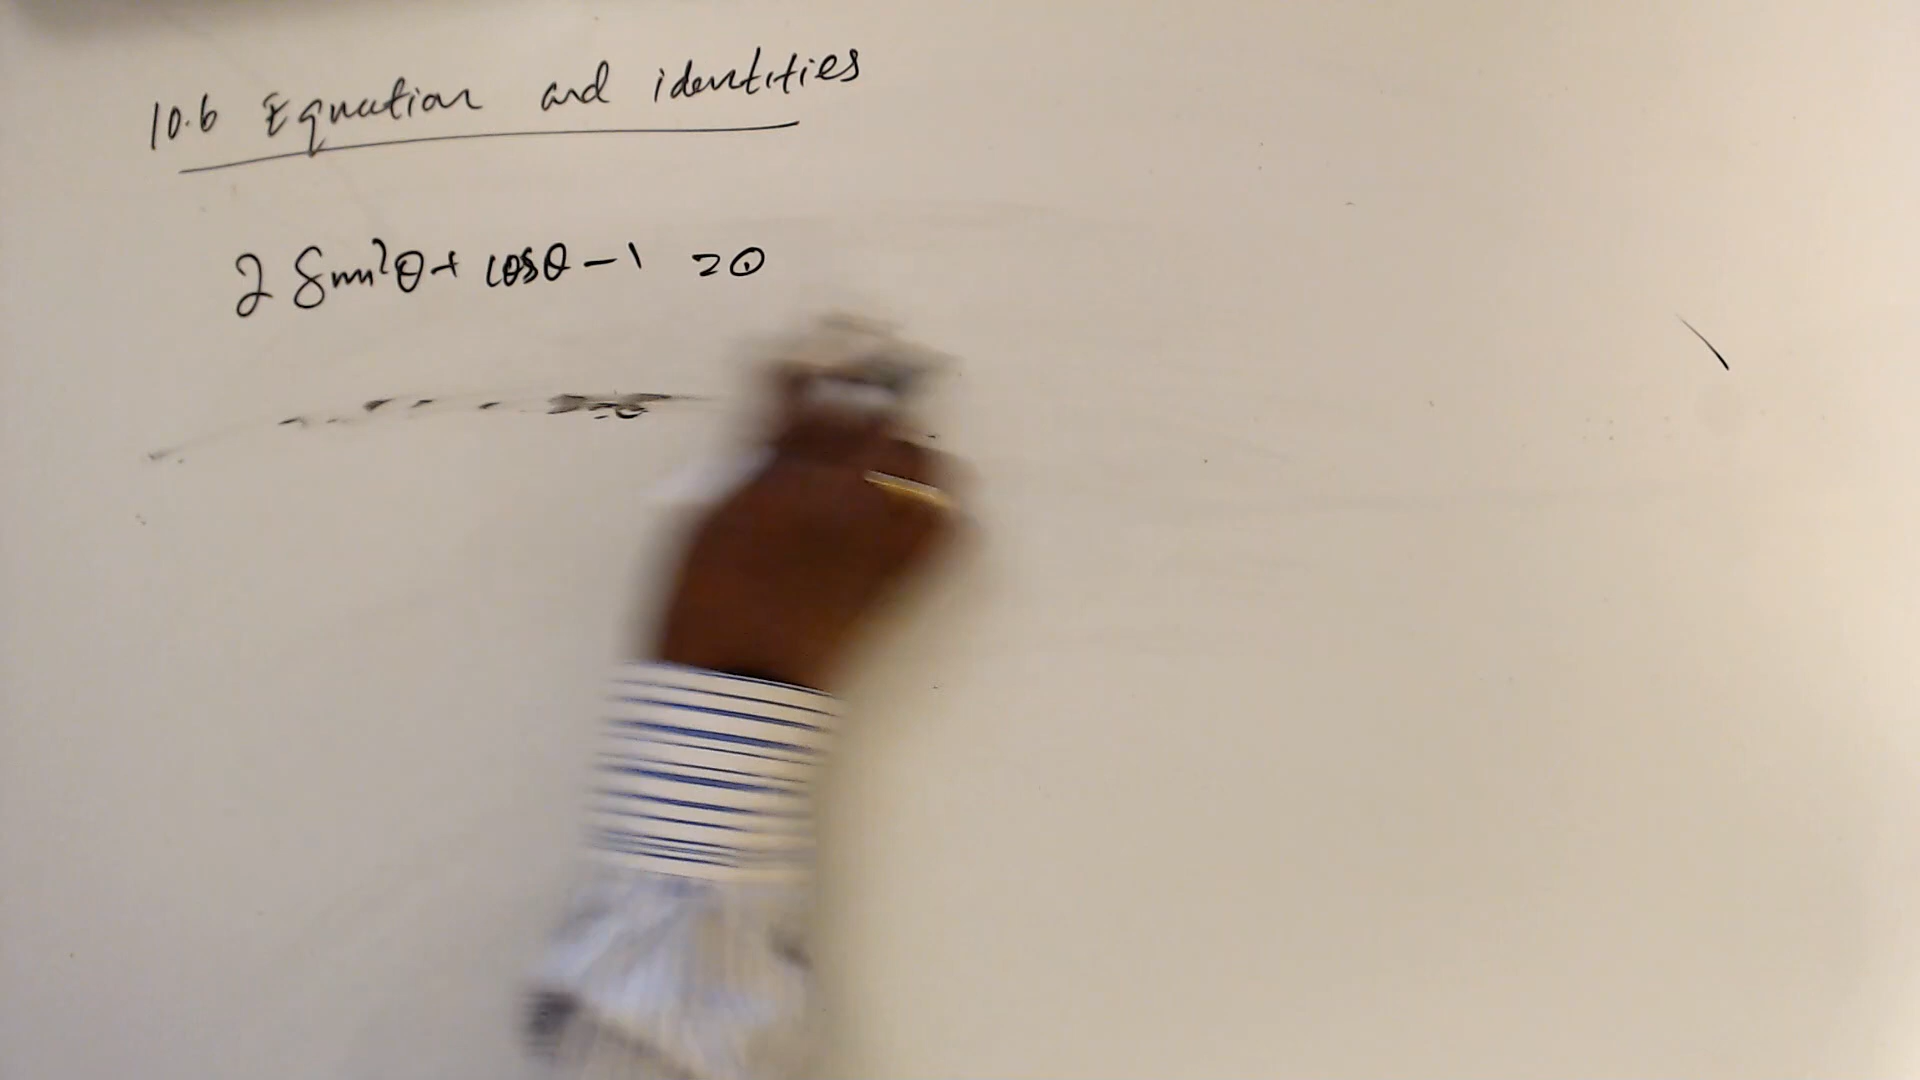 10.6 Equation and identities
2 Sin²θ + cosθ - 1 = 0